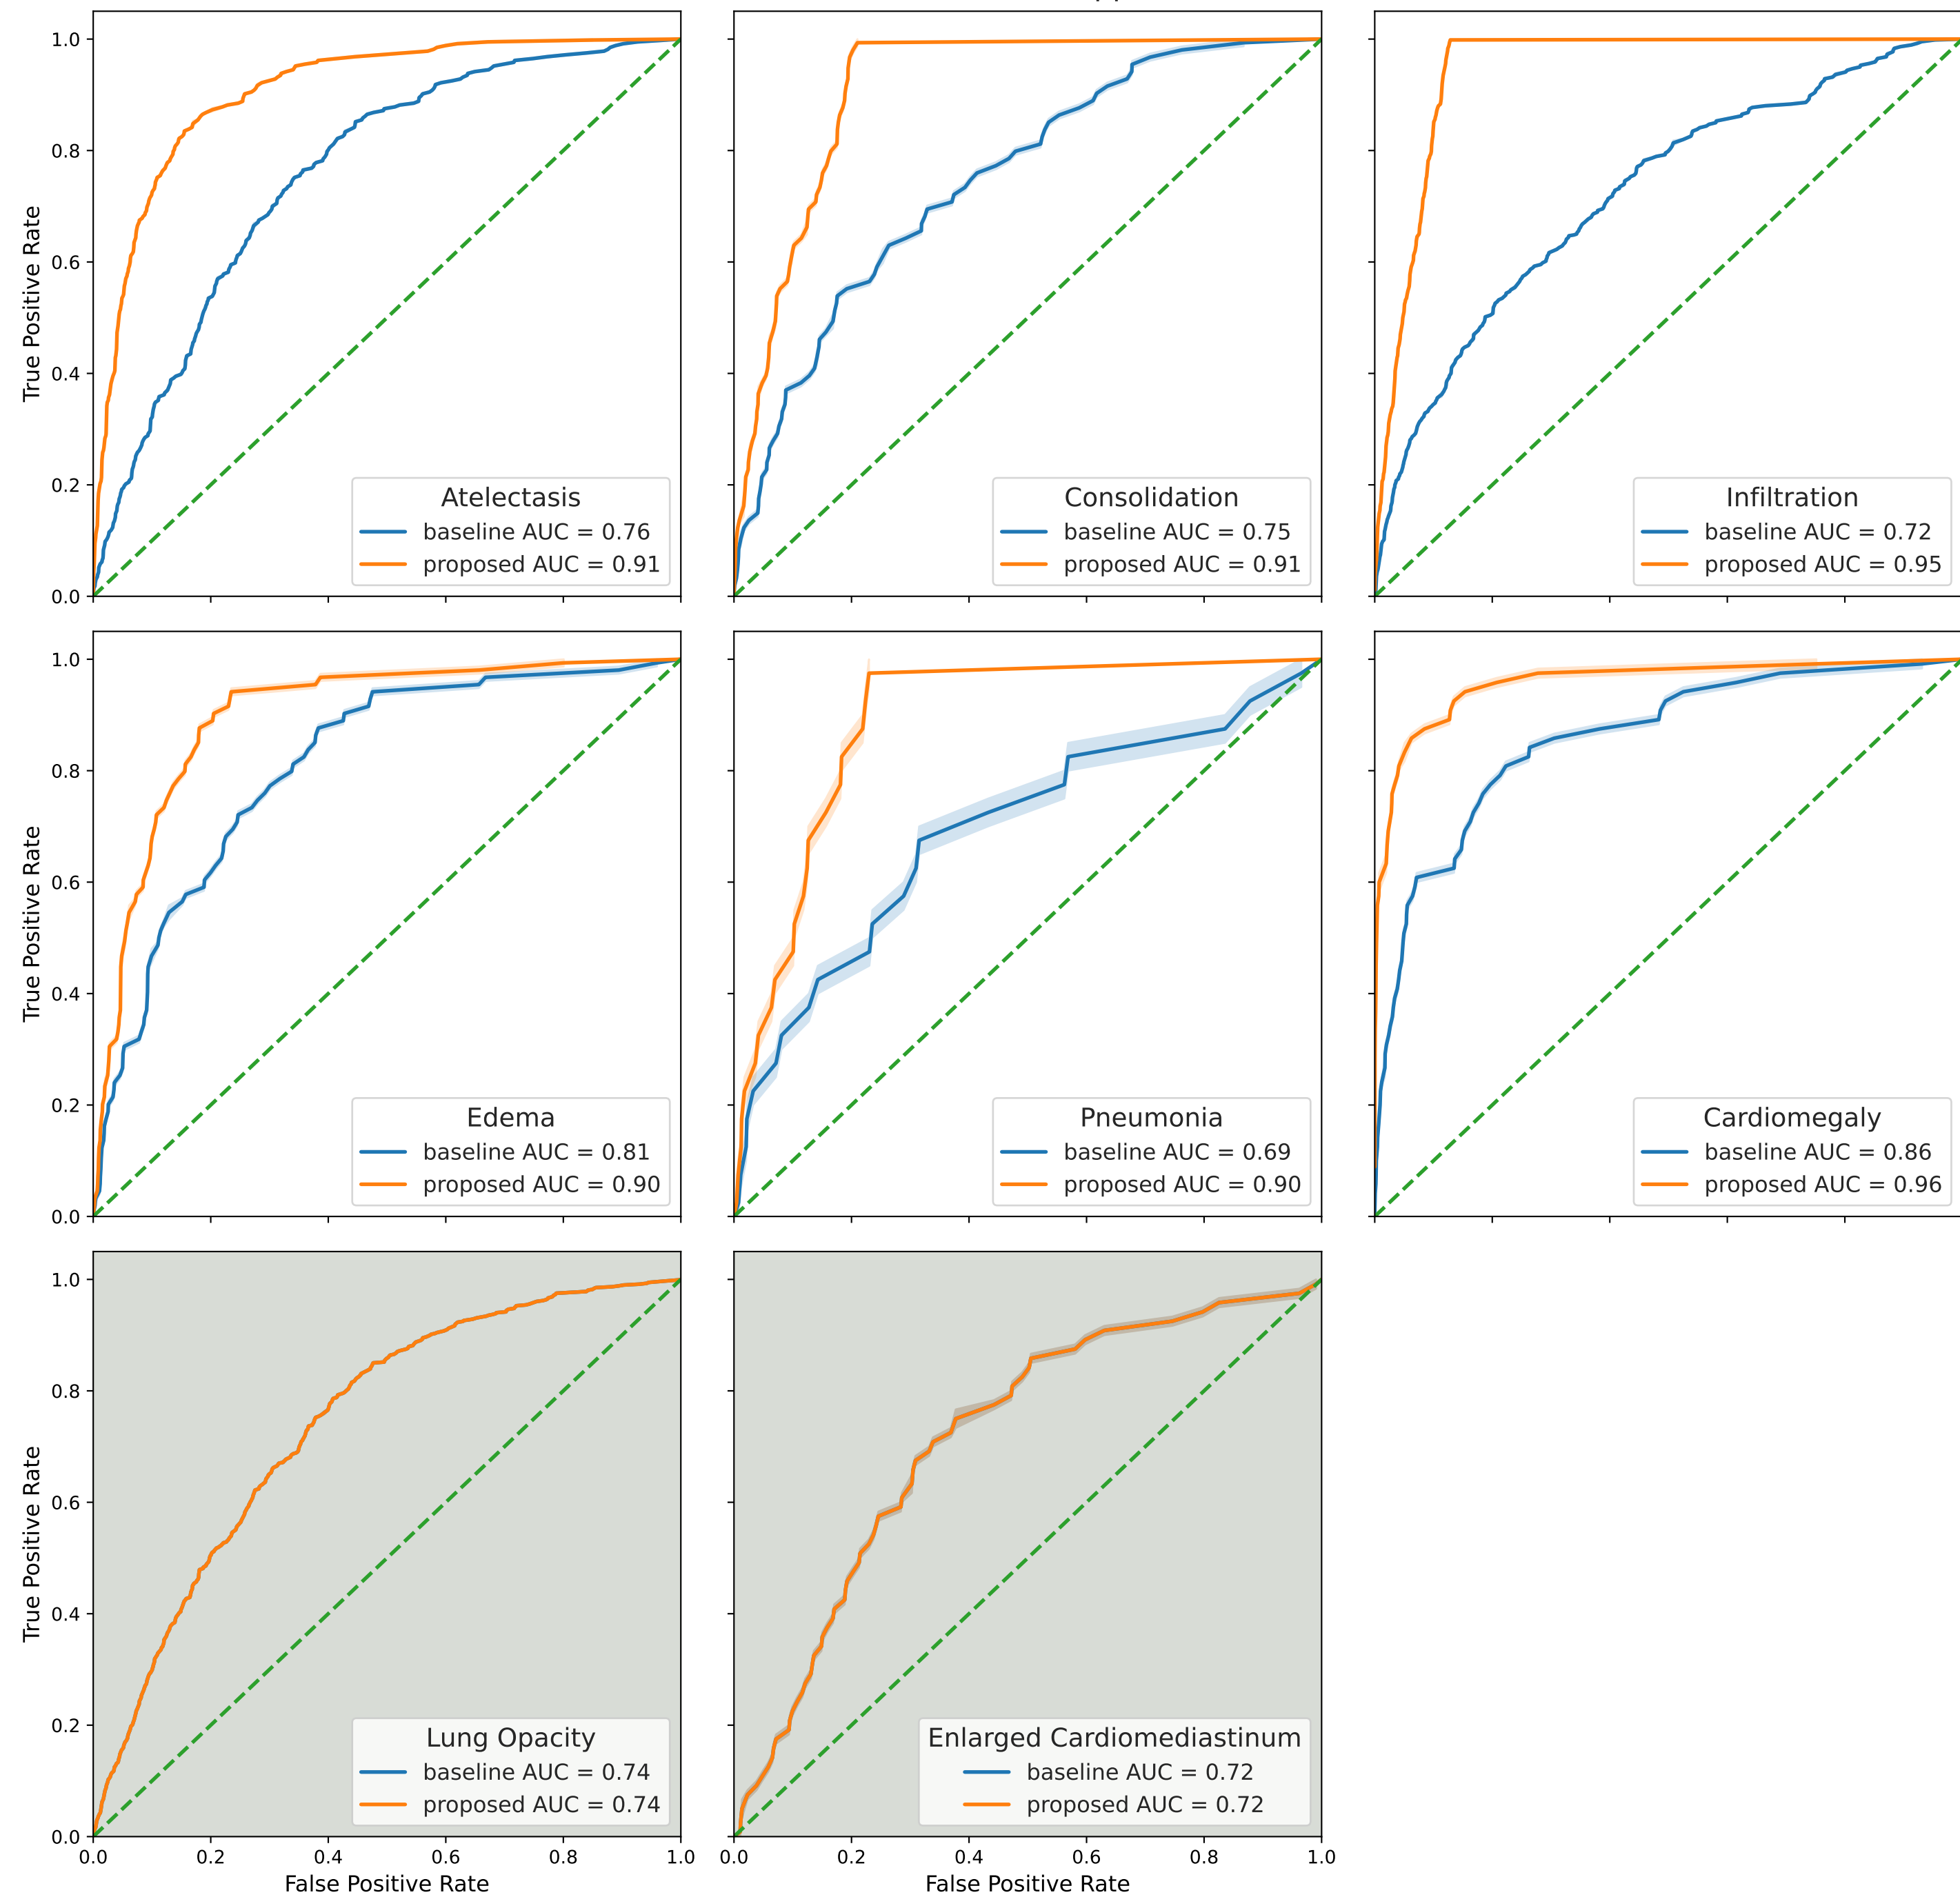 1.0
0.8
0.6
0.4
0.2
0.0
True Positive Rate
Atelectasis
baseline AUC = 0.76
proposed AUC = 0.91
Consolidation
baseline AUC = 0.75
proposed AUC = 0.91
Infiltration
baseline AUC = 0.72
proposed AUC = 0.95
1.0
0.8
0.6
0.4
0.2
0.0
True Positive Rate
Edema
baseline AUC = 0.81
proposed AUC = 0.90
Pneumonia
baseline AUC = 0.69
proposed AUC = 0.90
Cardiomegaly
baseline AUC = 0.86
proposed AUC = 0.96
1.0
0.8
0.6
0.4
0.2
0.0
True Positive Rate
Lung Opacity
baseline AUC = 0.74
proposed AUC = 0.74
0.0 0.2 0.4 0.6 0.8 1.0
False Positive Rate
Enlarged Cardiomediastinum
baseline AUC = 0.72
proposed AUC = 0.72
0.0 0.2 0.4 0.6 0.8 1.0
False Positive Rate